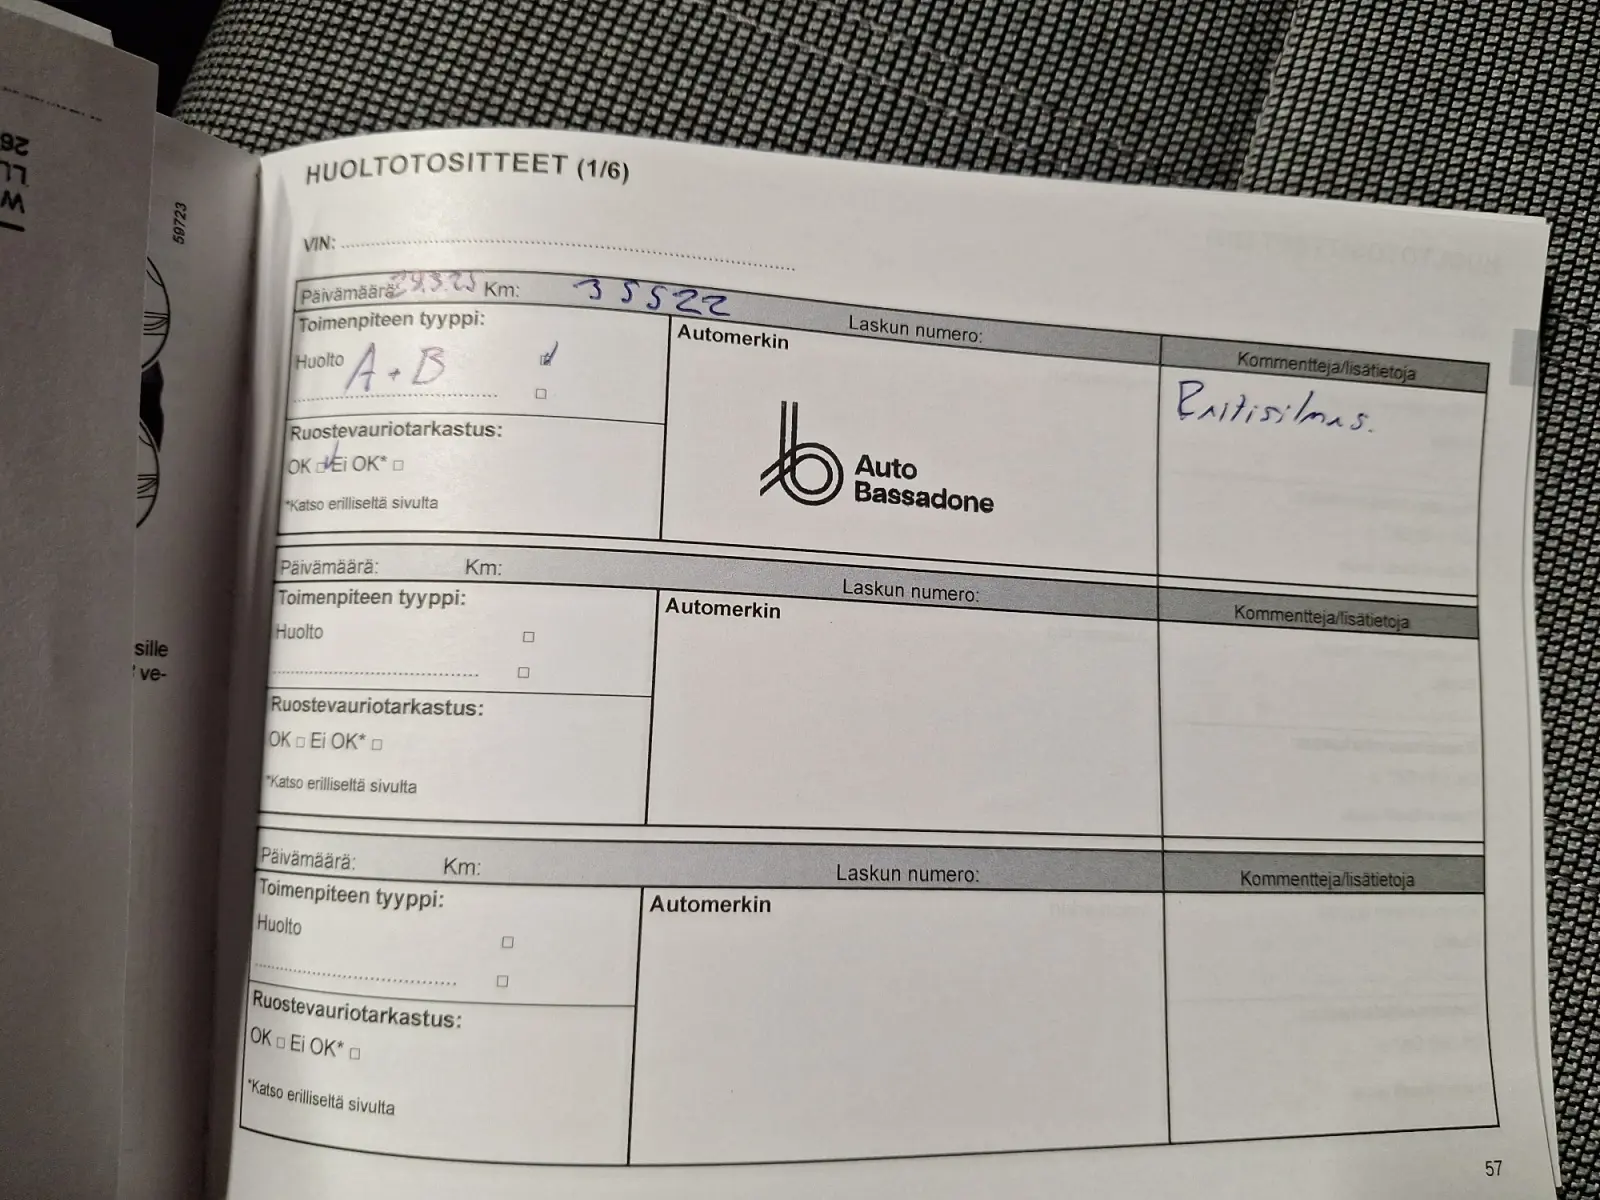 59723
sille
ve-
HUOLTOTOSITTEET (1/6)
VIN:
Päivämäärä: Km: 35522 Laskun numero:
Toimenpiteen tyyppi:
Huolto A + B
Ruostevauriotarkastus:
OK Ei OK*
*Katso erilliseltä sivulta
Automerkin
Auto
Bassadone
Kommentteja/lisätietoja
Päivämäärä: Km: Laskun numero:
Toimenpiteen tyyppi:
Huolto
Ruostevauriotarkastus:
OK Ei OK*
*Katso erilliseltä sivulta
Automerkin
Kommentteja/lisätietoja
Päivämäärä: Km: Laskun numero:
Toimenpiteen tyyppi:
Huolto
Ruostevauriotarkastus:
OK Ei OK*
*Katso erilliseltä sivulta
Automerkin
Kommentteja/lisätietoja
57